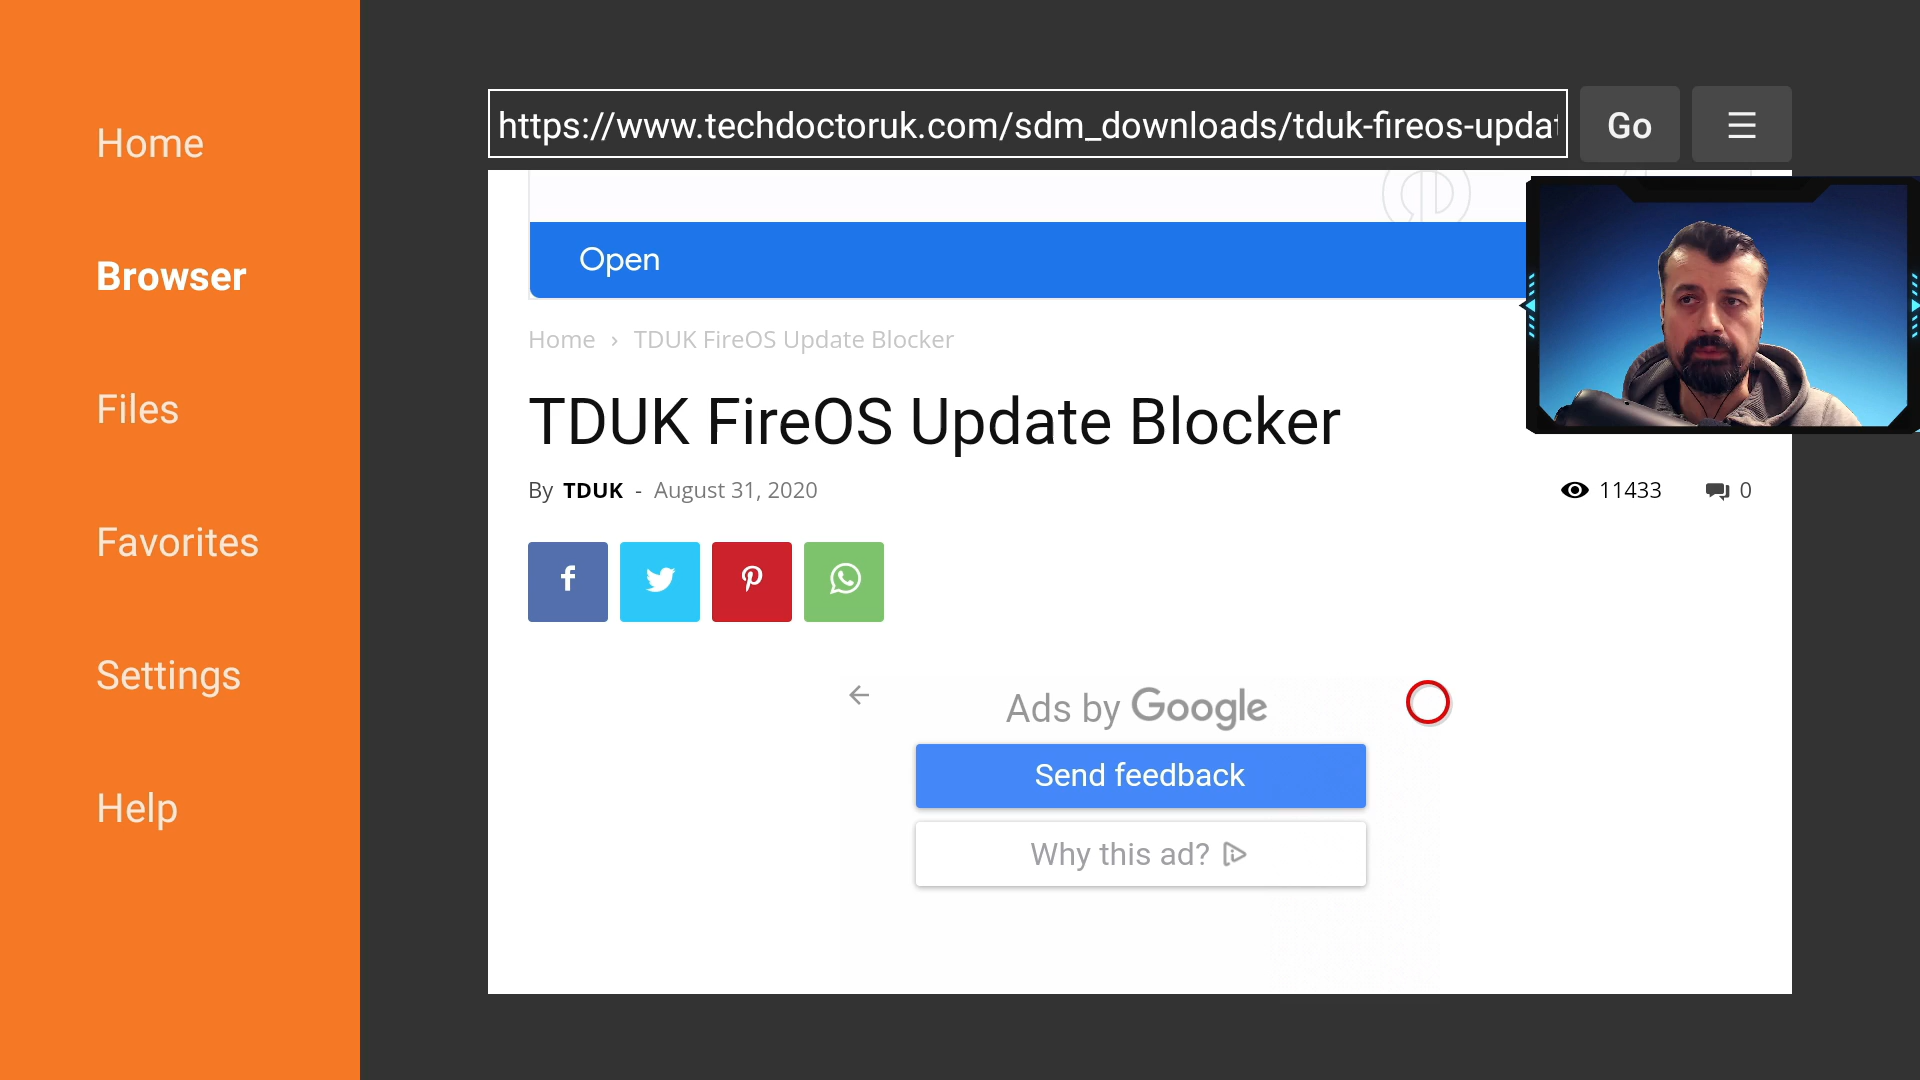 Home
Browser
Files
Favorites
Settings
Help
https://www.techdoctoruk.com/sdm_downloads/tduk-fireos-updat
Go
Open
Home › TDUK FireOS Update Blocker
TDUK FireOS Update Blocker
By TDUK - August 31, 2020
11433
0
Ads by Google
Send feedback
Why this ad?